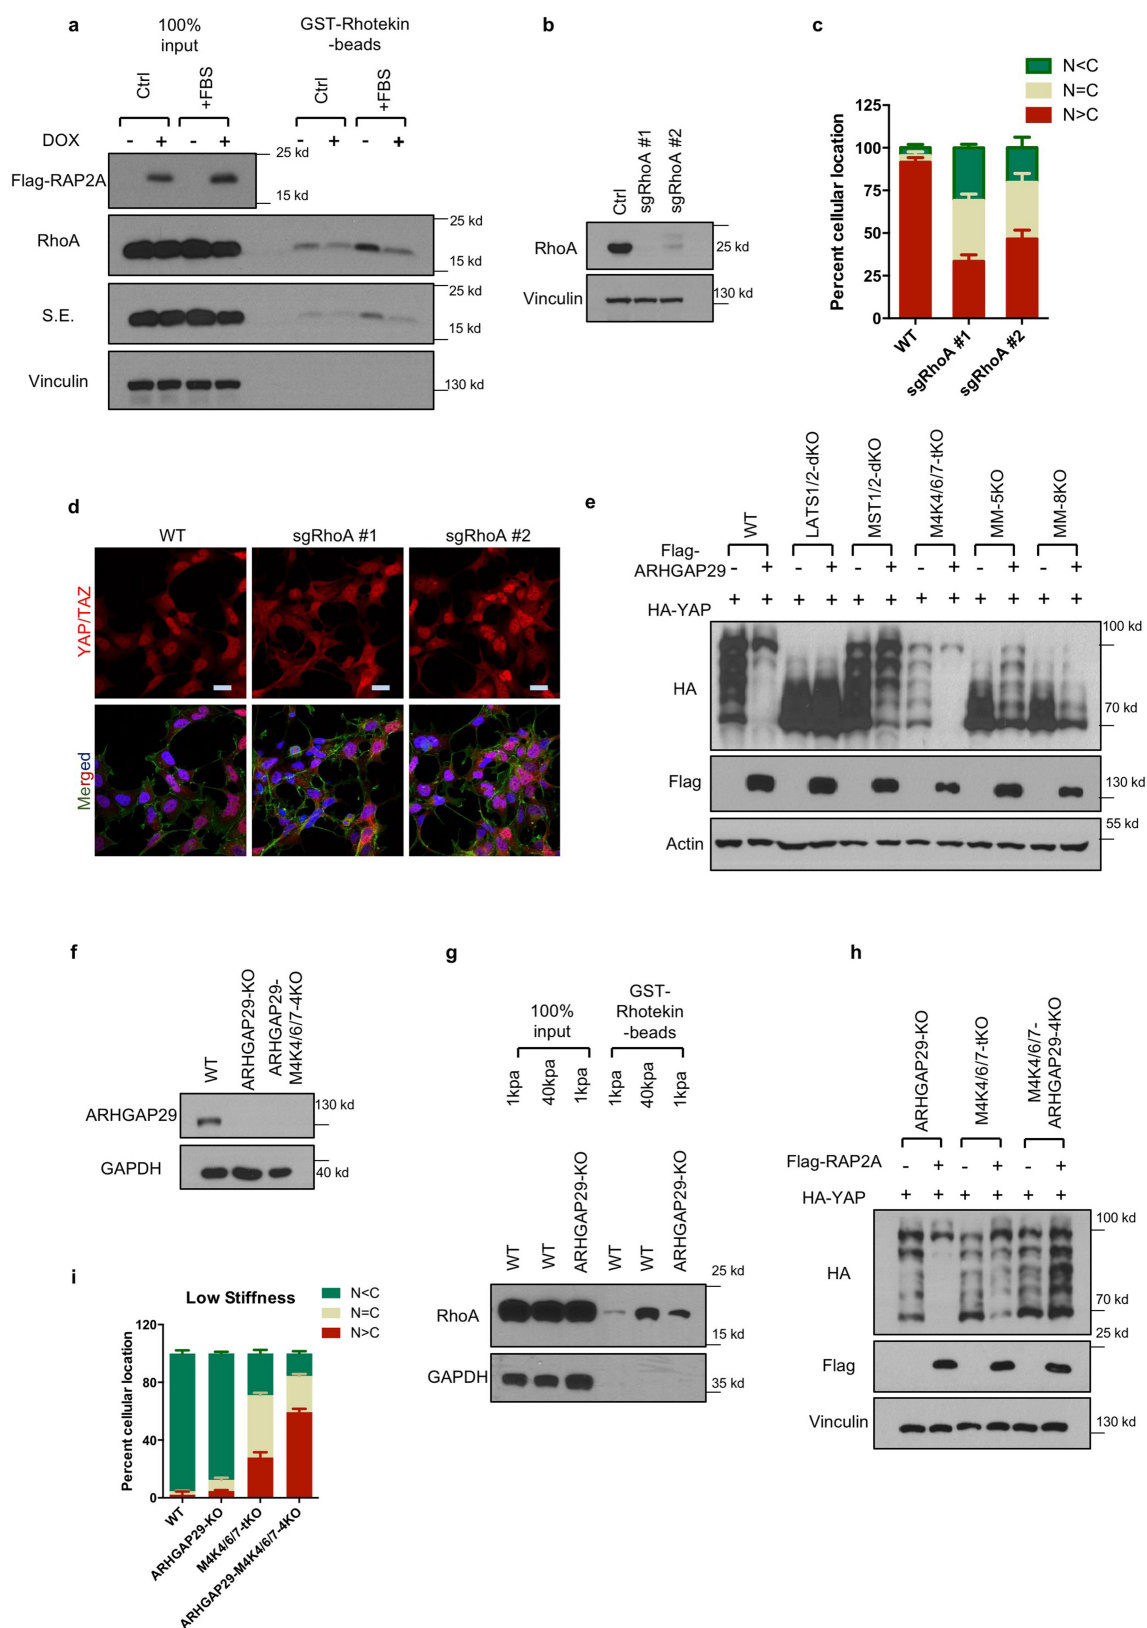 a
100%
input
GST-Rhotekin
-beads
Ctrl
+FBS
Ctrl
+FBS
DOX
- + - + - + - +
25 kd
Flag-RAP2A
15 kd
RhoA
25 kd
15 kd
S.E.
25 kd
15 kd
Vinculin
130 kd
b
Ctrl
sgRhoA #1
sgRhoA #2
RhoA
25 kd
Vinculin
130 kd
c
N<C
N=C
N>C
Percent cellular location
125
100
75
50
25
0
WT
sgRhoA #1
sgRhoA #2
d
WT
sgRhoA #1
sgRhoA #2
YAP/TAZ
Merged
e
WT
LATS1/2-dKO
MST1/2-dKO
M4K4/6/7-tKO
MM-5KO
MM-8KO
Flag-
ARHGAP29
- + - + - + - + - + - +
HA-YAP
+ + + + + + + + + + + +
100 kd
HA
70 kd
Flag
130 kd
55 kd
Actin
f
WT
ARHGAP29-KO
ARHGAP29-
M4K4/6/7-4KO
ARHGAP29
130 kd
GAPDH
40 kd
g
100%
input
GST-
Rhotekin
-beads
1kpa
40kpa
1kpa
1kpa
40kpa
1kpa
WT
WT
ARHGAP29-KO
WT
WT
ARHGAP29-KO
25 kd
RhoA
15 kd
GAPDH
35 kd
h
ARHGAP29-KO
M4K4/6/7-tKO
M4K4/6/7-
ARHGAP29-4KO
Flag-RAP2A
- + - + - +
HA-YAP
+ + + + + +
100 kd
HA
70 kd
25 kd
Flag
Vinculin
130 kd
i
Low Stiffness
N<C
N=C
N>C
Percent cellular location
120
80
40
0
WT
ARHGAP29-KO
M4K4/6/7-tKO
ARHGAP29-M4K4/6/7-4KO